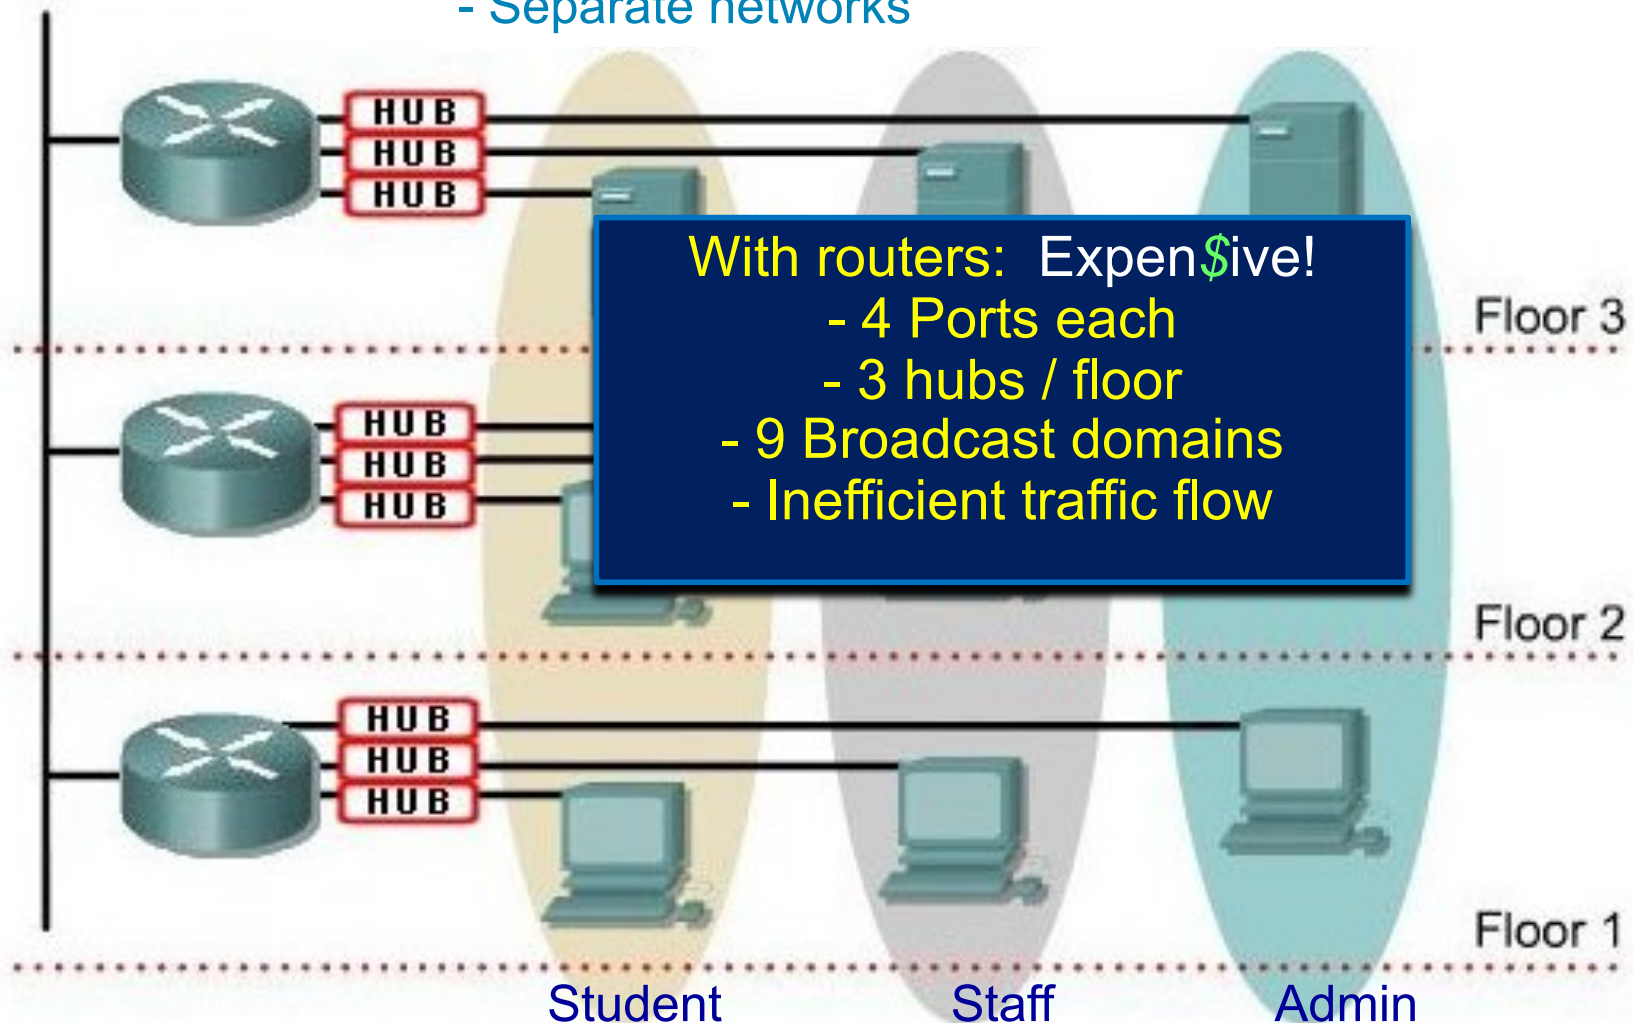 - Separate networks
HUB
HUB
HUB
With routers: Expen$ive!
- 4 Ports each
- 3 hubs / floor
- 9 Broadcast domains
- Inefficient traffic flow
Floor 3
HUB
HUB
HUB
Floor 2
HUB
HUB
HUB
Floor 1
Student Staff Admin